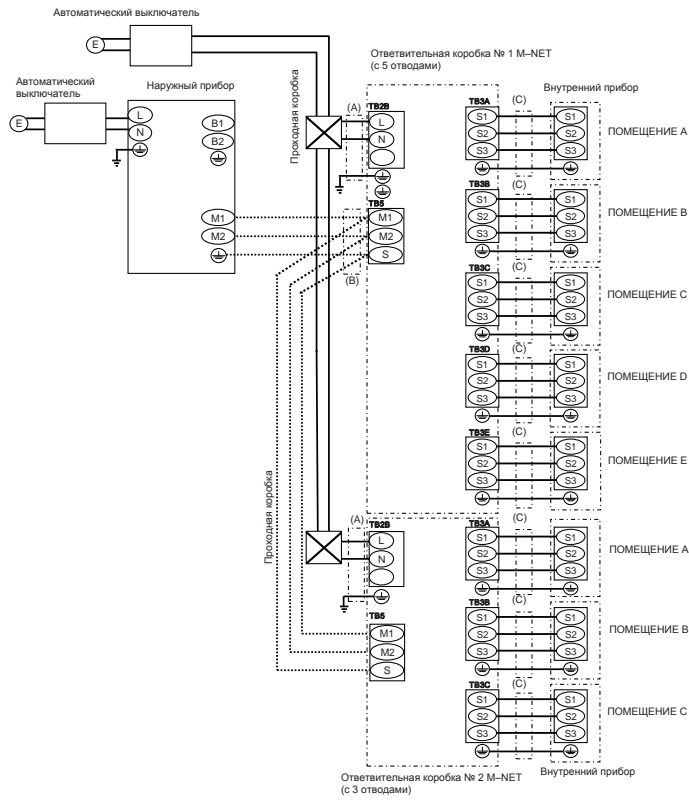 Автоматический выключатель
E
Автоматический
выключатель
E
Наружный прибор
L
N
B1
B2
M1
M2
Проходная коробка
Ответвительная коробка № 1 M–NET
(с 5 отводами)
(A)
TB2B
L
N
TB5
M1
M2
S
(B)
Внутренний прибор
TB3A
(C)
S1
S2
S3
S1
S2
S3
ПОМЕЩЕНИЕ A
TB3B
(C)
S1
S2
S3
S1
S2
S3
ПОМЕЩЕНИЕ B
TB3C
(C)
S1
S2
S3
S1
S2
S3
ПОМЕЩЕНИЕ C
TB3D
(C)
S1
S2
S3
S1
S2
S3
ПОМЕЩЕНИЕ D
TB3E
(C)
S1
S2
S3
S1
S2
S3
ПОМЕЩЕНИЕ E
Проходная коробка
(A)
TB2B
L
N
TB5
M1
M2
S
TB3A
(C)
S1
S2
S3
S1
S2
S3
ПОМЕЩЕНИЕ A
TB3B
(C)
S1
S2
S3
S1
S2
S3
ПОМЕЩЕНИЕ B
TB3C
(C)
S1
S2
S3
S1
S2
S3
ПОМЕЩЕНИЕ C
Внутренний прибор
Ответвительная коробка № 2 M–NET
(с 3 отводами)